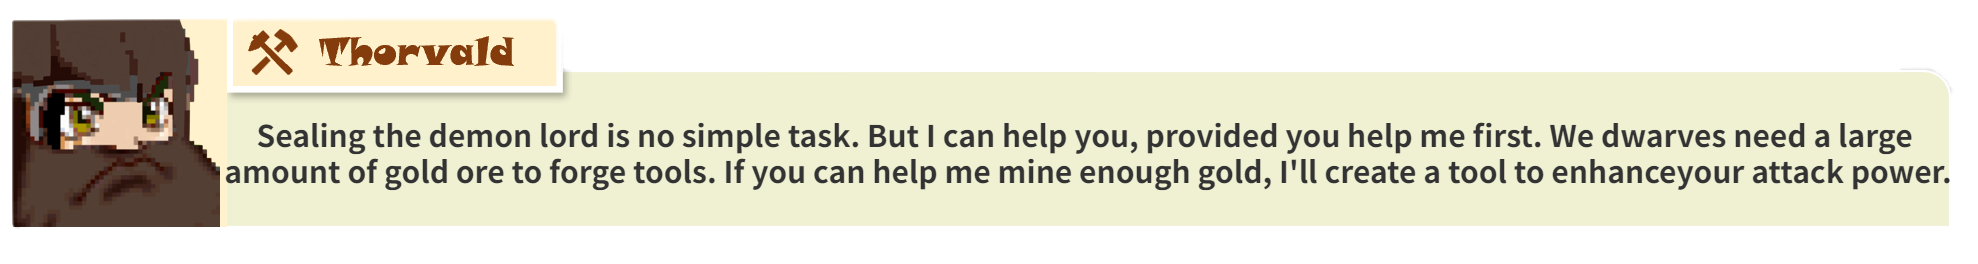 Thorvald
Sealing the demon lord is no simple task. But I can help you, provided you help me first. We dwarves need a large
amount of gold ore to forge tools. If you can help me mine enough gold, I'll create a tool to enhanceyour attack power.